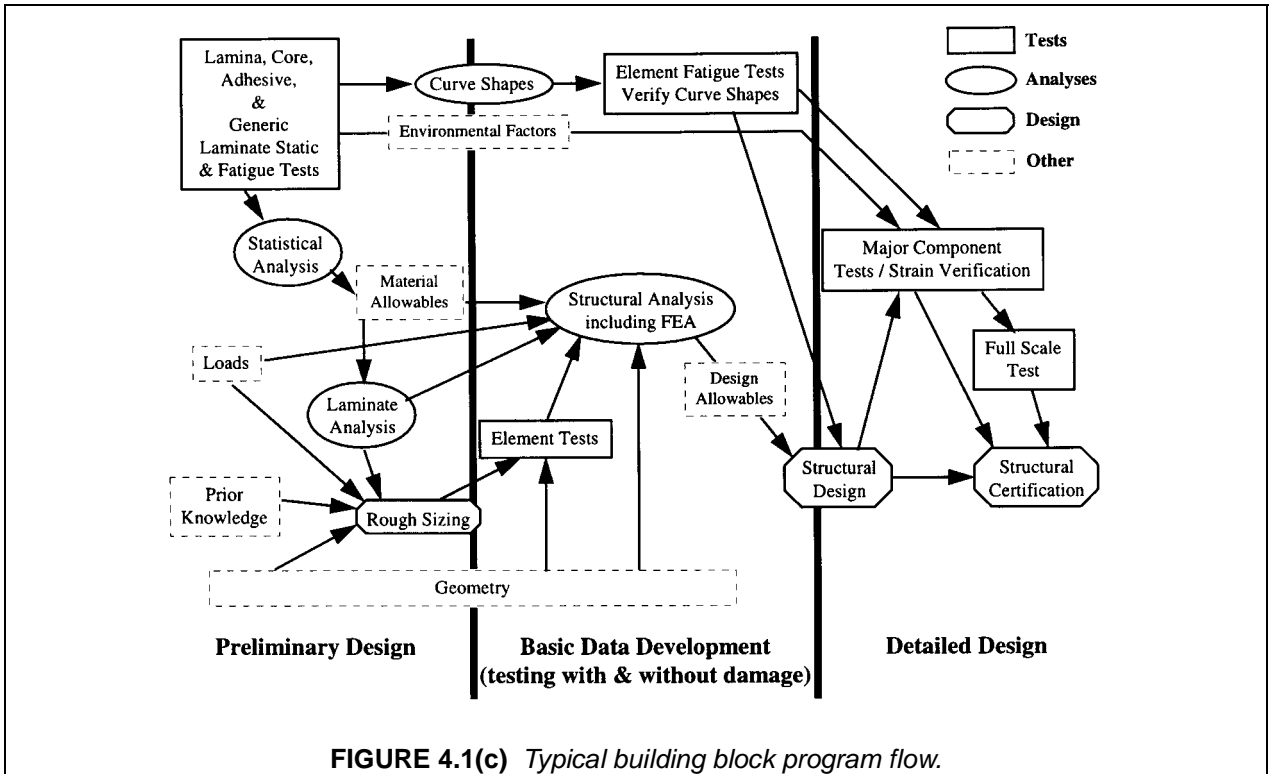 Lamina, Core,
Adhesive,
&
Generic
Laminate Static
& Fatigue Tests
Curve Shapes
Element Fatigue Tests
Verify Curve Shapes
Tests
Analyses
Design
Other
Environmental Factors
Statistical
Analysis
Material
Allowables
Structural Analysis
including FEA
Major Component
Tests / Strain Verification
Loads
Laminate
Analysis
Design
Allowables
Full Scale
Test
Element Tests
Prior
Knowledge
Rough Sizing
Structural
Design
Structural
Certification
Geometry
Preliminary Design
Basic Data Development
(testing with & without damage)
Detailed Design
FIGURE 4.1(c) Typical building block program flow.